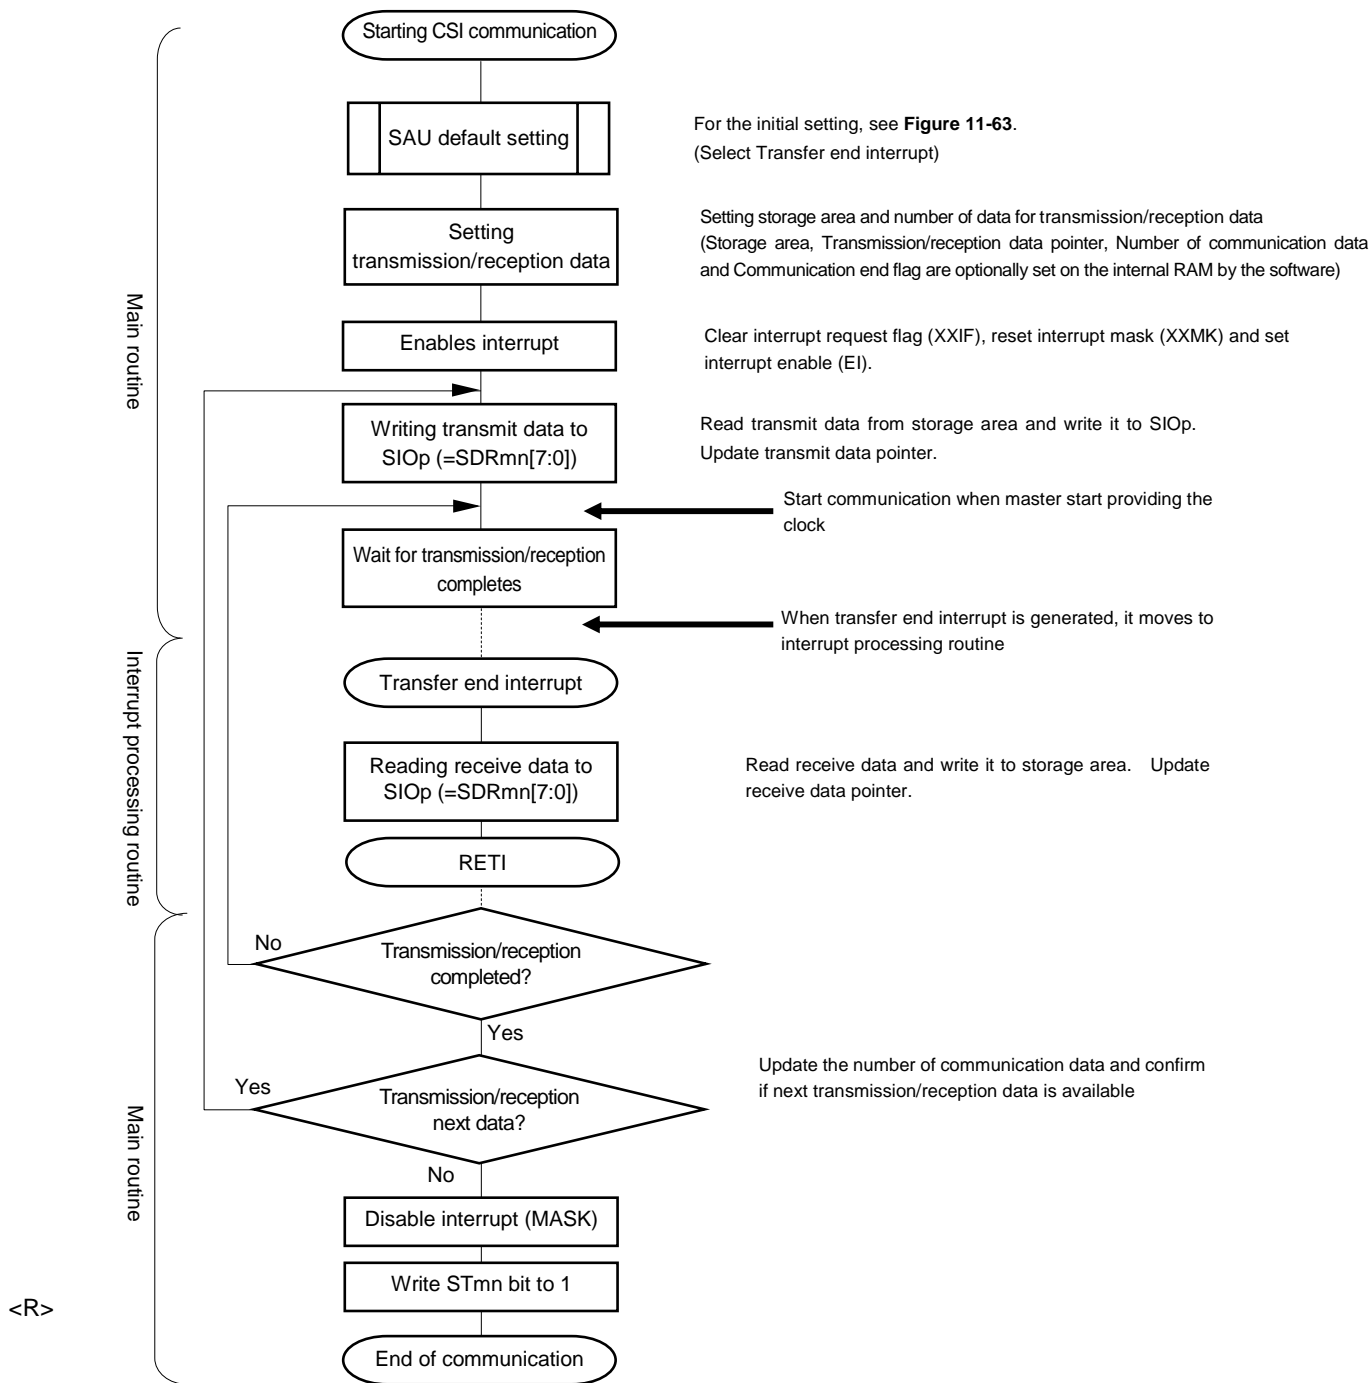 Starting CSI communication
SAU default setting
For the initial setting, see Figure 11-63.
(Select Transfer end interrupt)
Setting
transmission/reception data
Setting storage area and number of data for transmission/reception data
(Storage area, Transmission/reception data pointer, Number of communication data
and Communication end flag are optionally set on the internal RAM by the software)
Main routine
Enables interrupt
Clear interrupt request flag (XXIF), reset interrupt mask (XXMK) and set
interrupt enable (EI).
Writing transmit data to
SIOp (=SDRmn[7:0])
Read transmit data from storage area and write it to SIOp.
Update transmit data pointer.
Start communication when master start providing the
clock
Wait for transmission/reception
completes
When transfer end interrupt is generated, it moves to
interrupt processing routine
Interrupt processing routine
Transfer end interrupt
Reading receive data to
SIOp (=SDRmn[7:0])
Read receive data and write it to storage area. Update
receive data pointer.
RETI
No
Transmission/reception
completed?
Yes
Main routine
Yes
Transmission/reception
next data?
Update the number of communication data and confirm
if next transmission/reception data is available
No
Disable interrupt (MASK)
Write STmn bit to 1
<R>
End of communication